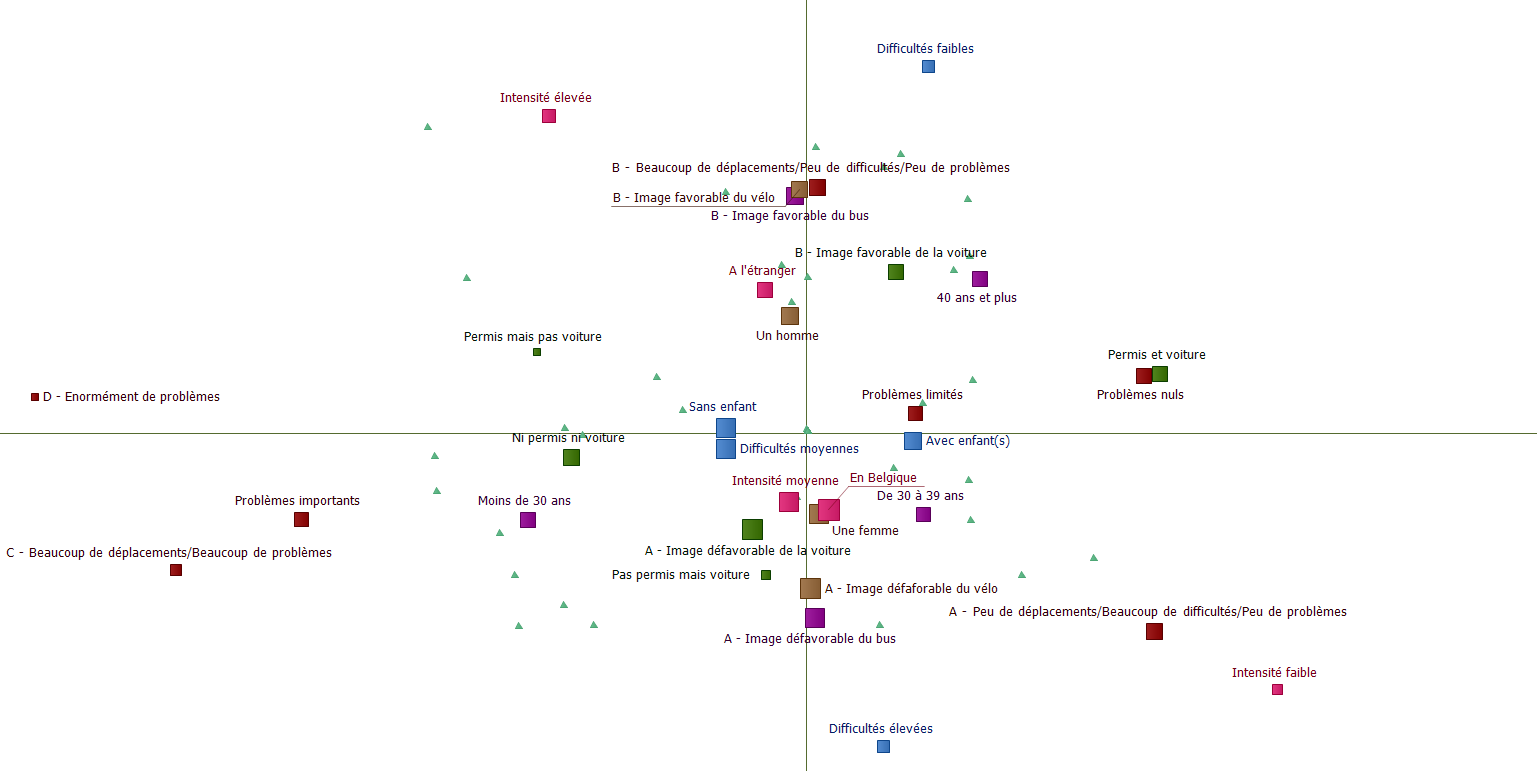 Difficultés faibles
Intensité élevée
B - Beaucoup de déplacements/Peu de difficultés/Peu de problèmes
B - Image favorable du vélo
B - Image favorable du bus
B - Image favorable de la voiture
A l'étranger
40 ans et plus
Un homme
Permis mais pas voiture
Permis et voiture
D - Enormément de problèmes
Problèmes limités
Problèmes nuls
Sans enfant
Ni permis ni voiture
Avec enfant(s)
Difficultés moyennes
Intensité moyenne
En Belgique
Problèmes importants
Moins de 30 ans
De 30 à 39 ans
Une femme
C - Beaucoup de déplacements/Beaucoup de problèmes
A - Image défavorable de la voiture
Pas permis mais voiture
A - Image défaforable du vélo
A - Peu de déplacements/Beaucoup de difficultés/Peu de problèmes
A - Image défavorable du bus
Intensité faible
Difficultés élevées